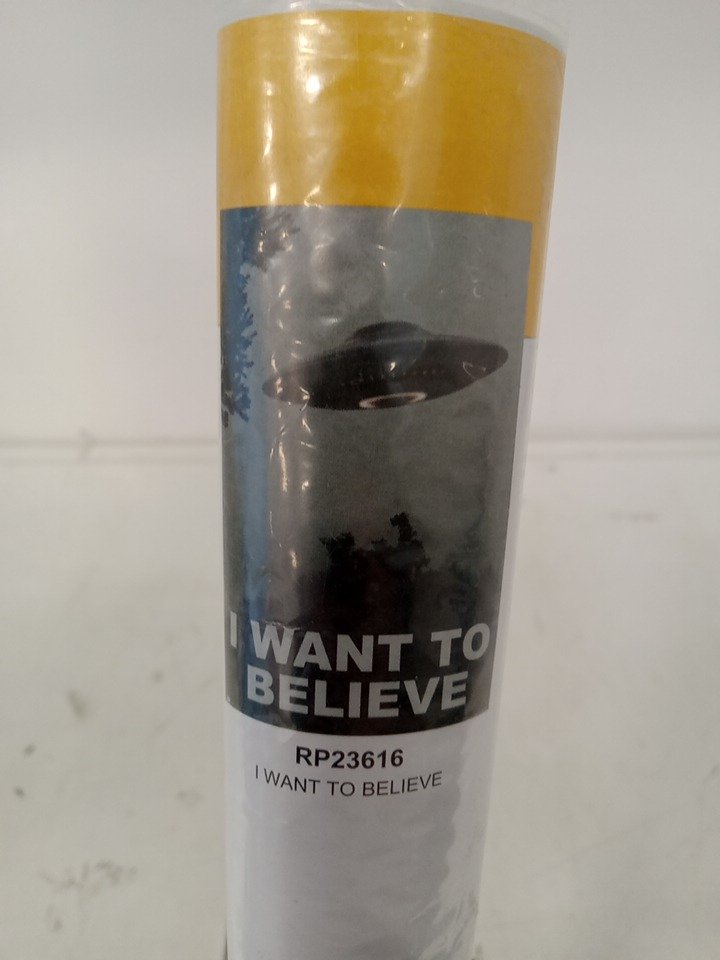 I WANT TO
BELIEVE
RP23616
I WANT TO BELIEVE